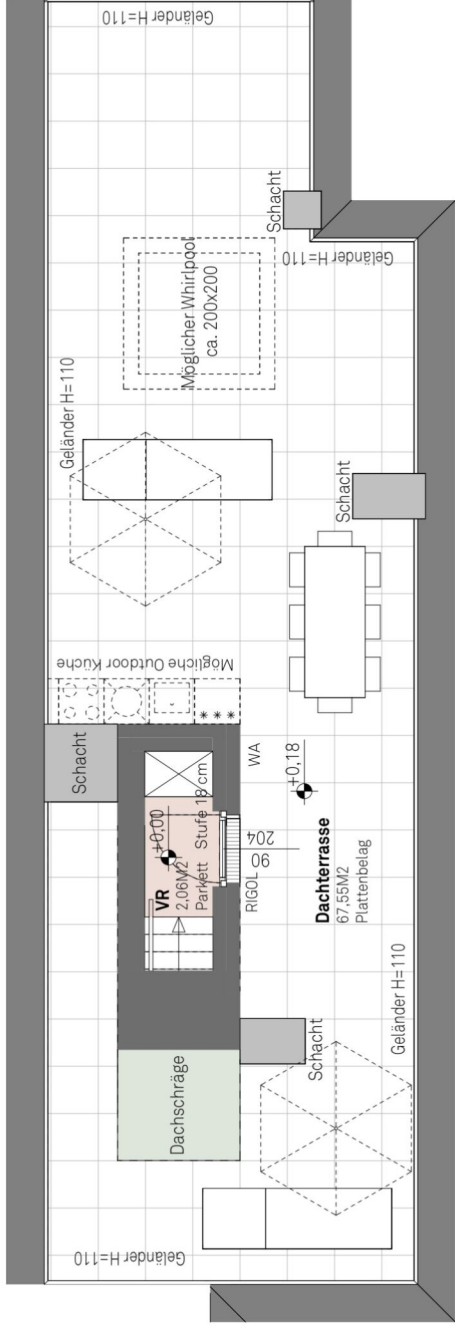 Geländer H=110
Schacht
Geländer H=110
Möglicher Whirlpool
ca. 200x200
Geländer H=110
Schacht
Mögliche Outdoor Küche
***
Schacht
WA
+0,18
+0,00
VR
2,06M2
Parkett
Stufe 18 cm
90
204
RIGOL
Dachterrasse
67,55M2
Plattenbelag
Geländer H=110
Schacht
Dachschräge
Geländer H=110